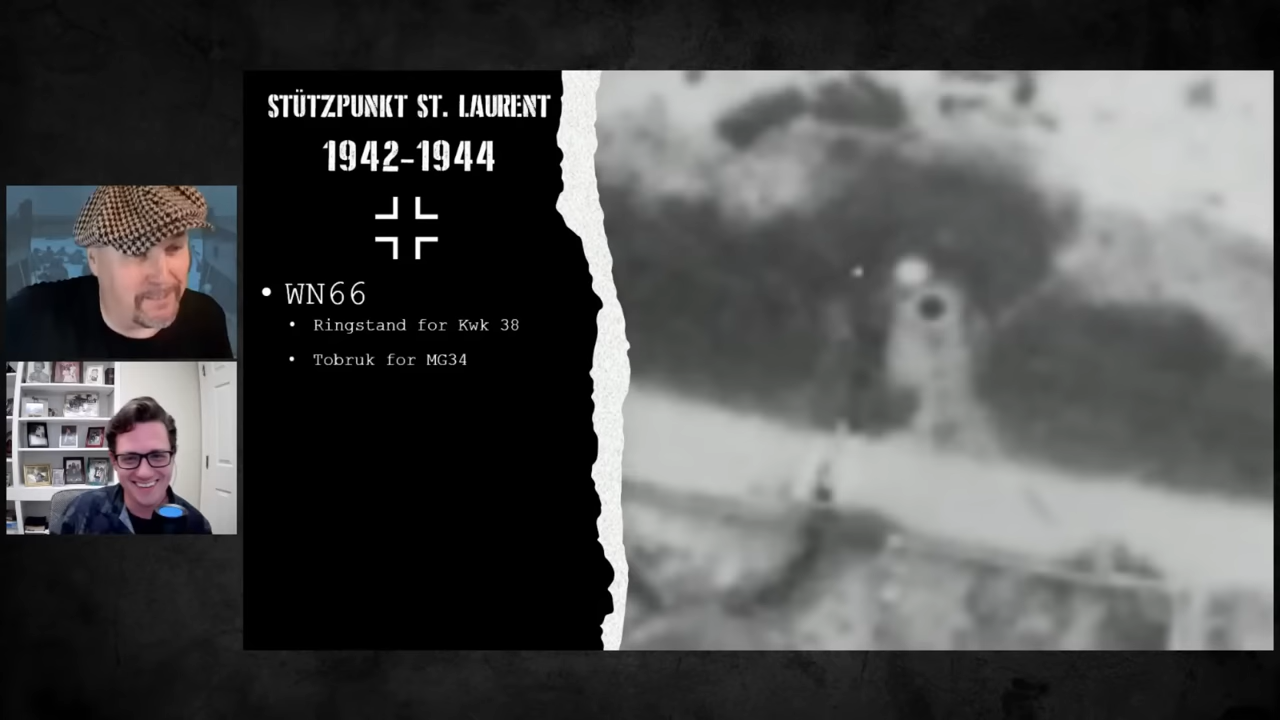 STÜTZPUNKT ST. LAURENT
1942-1944
• WN66
• Ringstand for Kwk 38
• Tobruk for MG34